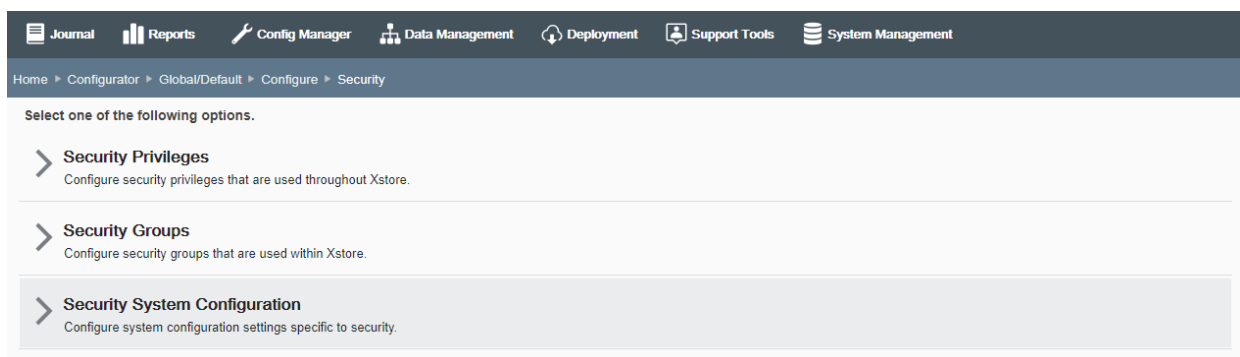 Journal Reports Config Manager Data Management Deployment Support Tools System Management
Home ▸ Configurator ▸ Global/Default ▸ Configure ▸ Security
Select one of the following options.
Security Privileges
Configure security privileges that are used throughout Xstore.
Security Groups
Configure security groups that are used within Xstore.
Security System Configuration
Configure system configuration settings specific to security.